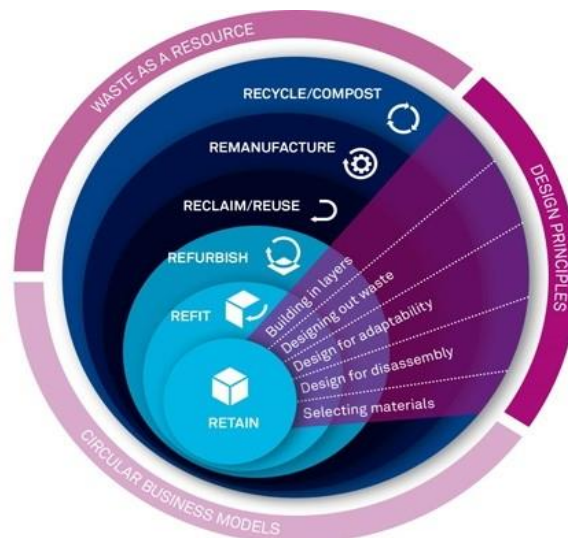 WASTE AS A RESOURCE
RECYCLE/COMPOST
REMANUFACTURE
RECLAIM/REUSE
REFURBISH
REFIT
RETAIN
Building in layers
Designing out waste
Design for adaptability
Design for disassembly
Selecting materials
DESIGN PRINCIPLES
CIRCULAR BUSINESS MODELS